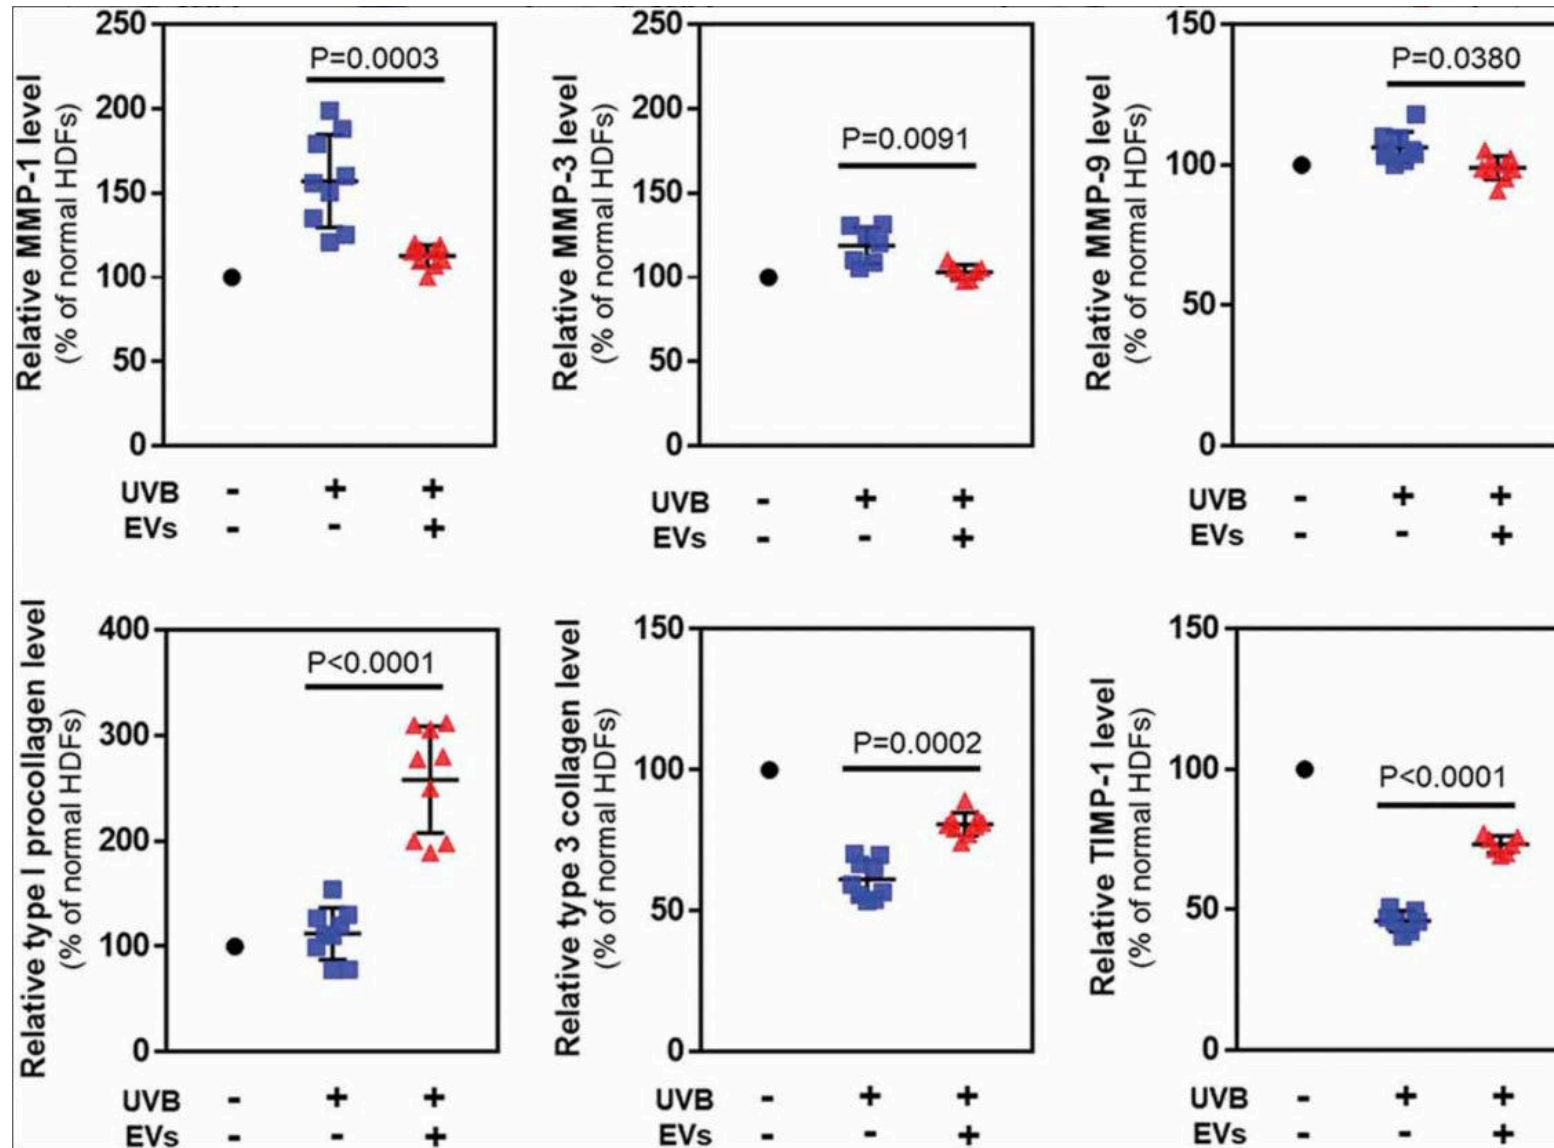 Relative MMP-1 level
(% of normal HDFs)
250
200
150
100
50
0
P=0.0003
UVB - + +
EVs - - +
Relative MMP-3 level
(% of normal HDFs)
250
200
150
100
50
0
P=0.0091
UVB - + +
EVs - - +
Relative MMP-9 level
(% of normal HDFs)
150
100
50
0
P=0.0380
UVB - + +
EVs - - +
Relative type I procollagen level
(% of normal HDFs)
400
300
200
100
0
P<0.0001
UVB - + +
EVs - - +
Relative type 3 collagen level
(% of normal HDFs)
150
100
50
0
P=0.0002
UVB - + +
EVs - - +
Relative TIMP-1 level
(% of normal HDFs)
150
100
50
0
P<0.0001
UVB - + +
EVs - - +